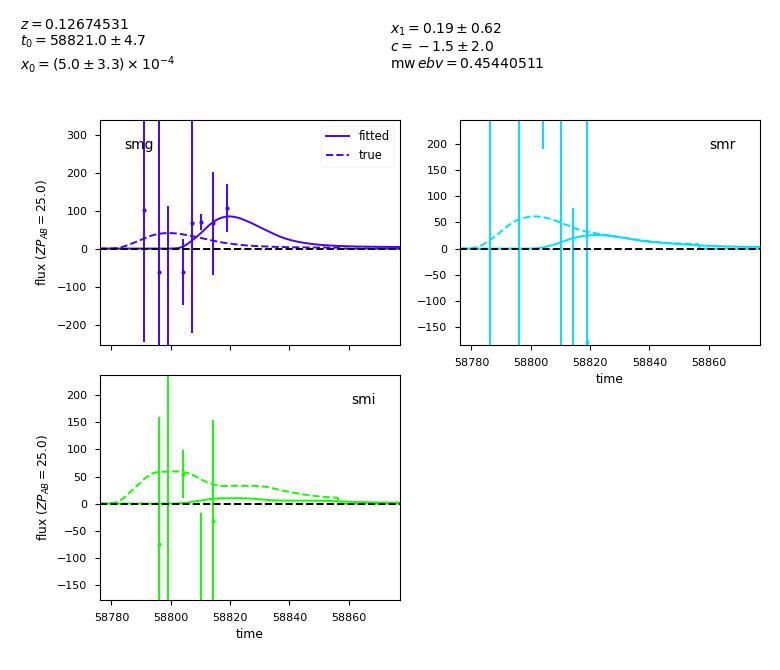 z = 0.12674531
t₀ = 58821.0 ± 4.7
x₀ = (5.0 ± 3.3) × 10⁻⁴
x₁ = 0.19 ± 0.62
c = −1.5 ± 2.0
mw ebv = 0.45440511
smg
fitted
true
300
200
100
0
−100
−200
flux (ZP_AB = 25.0)
smr
200
150
100
50
0
−50
−100
−150
58780 58800 58820 58840 58860
time
smi
200
150
100
50
0
−50
−100
−150
flux (ZP_AB = 25.0)
58780 58800 58820 58840 58860
time